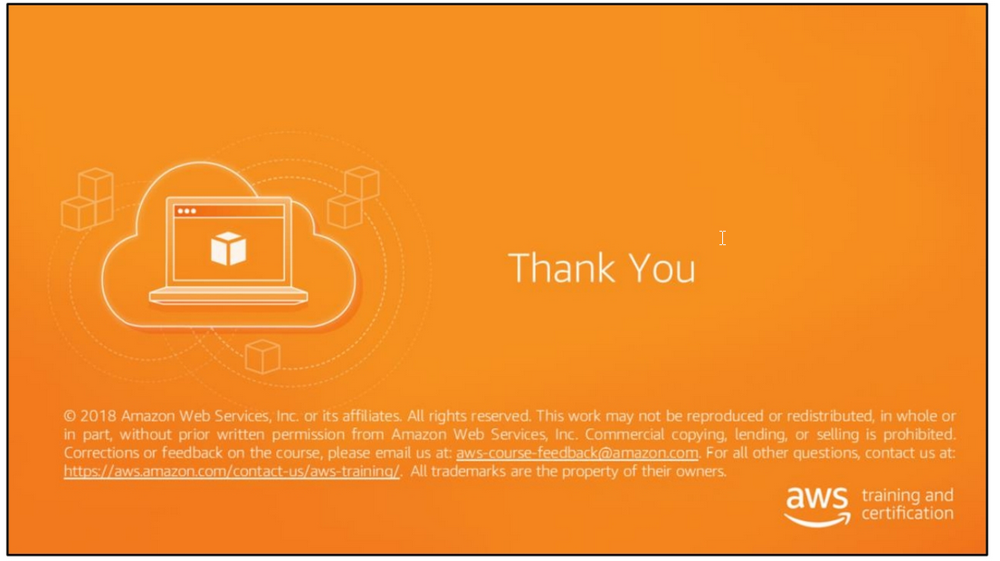 Thank You
© 2018 Amazon Web Services, Inc. or its affiliates. All rights reserved. This work may not be reproduced or redistributed, in whole or
in part, without prior written permission from Amazon Web Services, Inc. Commercial copying, lending, or selling is prohibited.
Corrections or feedback on the course, please email us at: aws-course-feedback@amazon.com. For all other questions, contact us at:
https://aws.amazon.com/contact-us/aws-training/. All trademarks are the property of their owners.
aws training and
certification